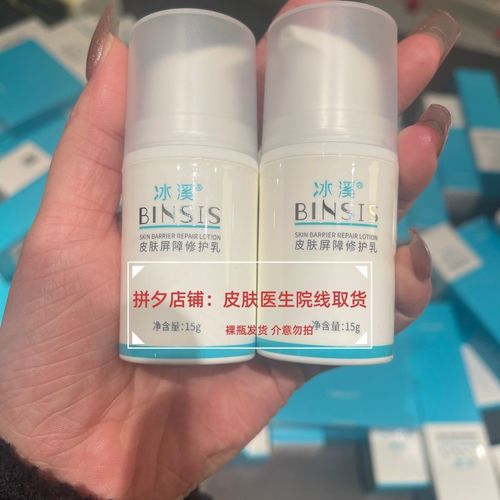 冰溪®
BINSIS
SKIN BARRIER REPAIR LOTION
皮肤屏障修护乳
净含量:15g
冰溪®
BINSIS
SKIN BARRIER REPAIR LOTION
皮肤屏障修护乳
净含量:15g
拼夕店铺：皮肤医生院线取货
裸瓶发货 介意勿拍